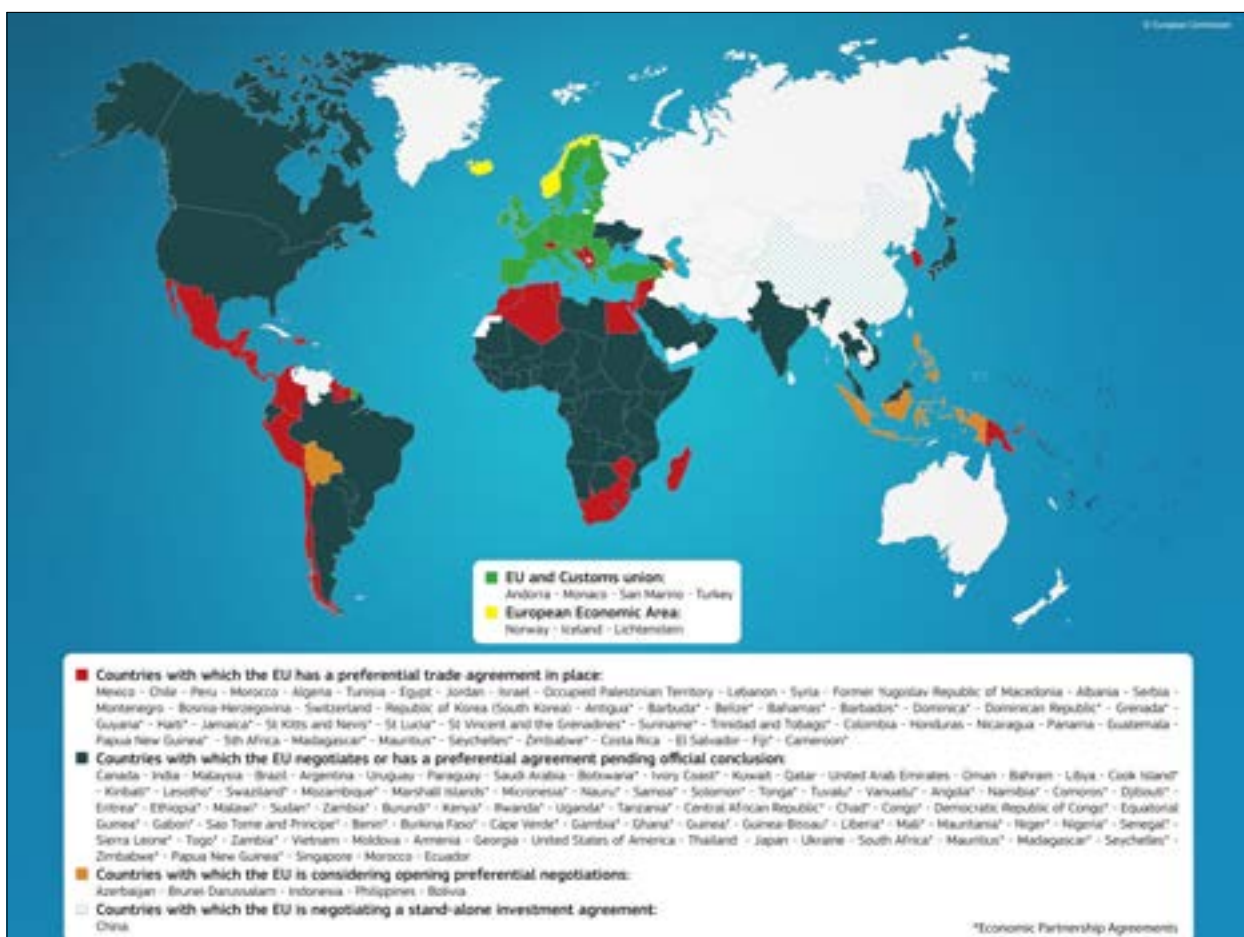 © European Commission
EU and Customs union:
Andorra - Monaco - San Marino - Turkey
European Economic Area:
Norway - Iceland - Lichtenstein
Countries with which the EU has a preferential trade agreement in place:
Mexico - Chile - Peru - Morocco - Algeria - Tunisia - Egypt - Jordan - Israel - Occupied Palestinian Territory - Lebanon - Syria - Former Yugoslav Republic of Macedonia - Albania - Serbia -
Montenegro - Bosnia-Herzegovina - Switzerland - Republic of Korea (South Korea) - Antigua* - Barbuda* - Belize* - Bahamas* - Barbados* - Dominica* - Dominican Republic* - Grenada* -
Guyana* - Haiti* - Jamaica* - St Kitts and Nevis* - St Lucia* - St Vincent and the Grenadines* - Suriname* - Trinidad and Tobago* - Colombia - Honduras - Nicaragua - Panama - Guatemala -
Papua New Guinea* - Sth Africa - Madagascar* - Mauritius* - Seychelles* - Zimbabwe* - Costa Rica - El Salvador - Fiji* - Cameroon*
Countries with which the EU negotiates or has a preferential agreement pending official conclusion:
Canada - India - Malaysia - Brazil - Argentina - Uruguay - Paraguay - Saudi Arabia - Botswana* - Ivory Coast* - Kuwait - Qatar - United Arab Emirates - Oman - Bahrain - Libya - Cook Island*
- Kiribati* - Lesotho* - Swaziland* - Mozambique* - Marshall Islands* - Micronesia* - Nauru* - Samoa* - Solomon* - Tonga* - Tuvalu* - Vanuatu* - Angola* - Namibia* - Comoros* - Djibouti* -
Eritrea* - Ethiopia* - Malawi* - Sudan* - Zambia* - Burundi* - Kenya* - Rwanda* - Uganda* - Tanzania* - Central African Republic* - Chad* - Congo* - Democratic Republic of Congo* - Equatorial
Guinea* - Gabon* - Sao Tome and Principe* - Benin* - Burkina Faso* - Cape Verde* - Gambia* - Ghana* - Guinea* - Guinea-Bissau* - Liberia* - Mali* - Mauritania* - Niger* - Nigeria* - Senegal* -
Sierra Leone* - Togo* - Zambia* - Vietnam - Moldova - Armenia - Georgia - United States of America - Thailand - Japan - Ukraine - South Africa* - Mauritius* - Madagascar* - Seychelles* -
Zimbabwe* - Papua New Guinea* - Singapore - Morocco - Ecuador
Countries with which the EU is considering opening preferential negotiations:
Azerbaijan - Brunei Darussalam - Indonesia - Philippines - Bolivia
Countries with which the EU is negotiating a stand-alone investment agreement:
China
*Economic Partnership Agreements